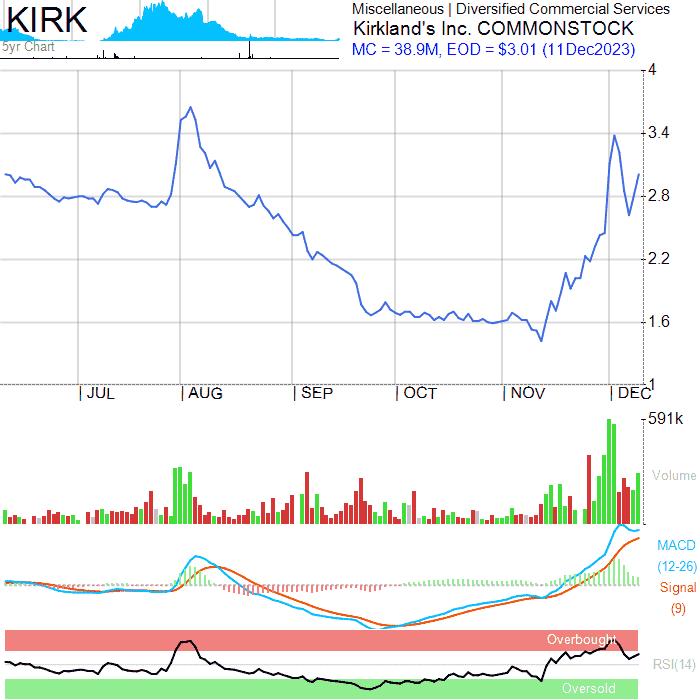 KIRK
5yr Chart
Miscellaneous | Diversified Commercial Services
Kirkland's Inc. COMMONSTOCK
MC = 38.9M, EOD = $3.01 (11Dec2023)
4
3.4
2.8
2.2
1.6
1
| JUL | AUG | SEP | OCT | NOV | DEC
591k
Volume
MACD
(12-26)
Signal
(9)
Overbought
RSI(14)
Oversold